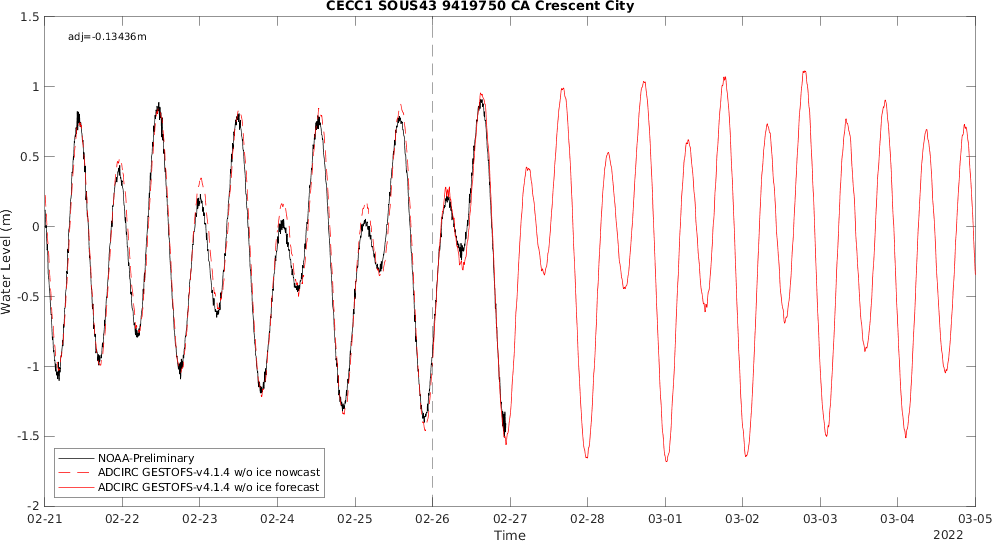 CECC1 SOUS43 9419750 CA Crescent City
adj=-0.13436m
1.5
1
0.5
0
-0.5
-1
-1.5
-2
Water Level (m)
NOAA-Preliminary
ADCIRC GESTOFS-v4.1.4 w/o ice nowcast
ADCIRC GESTOFS-v4.1.4 w/o ice forecast
02-21 02-22 02-23 02-24 02-25 02-26 02-27 02-28 03-01 03-02 03-03 03-04 03-05
Time
2022